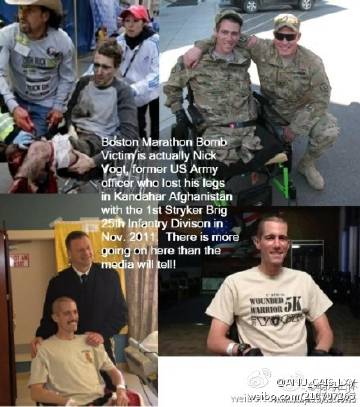 Boston Marathon Bomb
Victim is actually Nick
Vogt, former US Army
officer who lost his legs
in Kandahar Afghanistan
with the 1st Stryker Brig
25th Infantry Divison in
Nov. 2011. There is more
going on here than the
media will tell!
WOUNDED
WARRIOR 5K